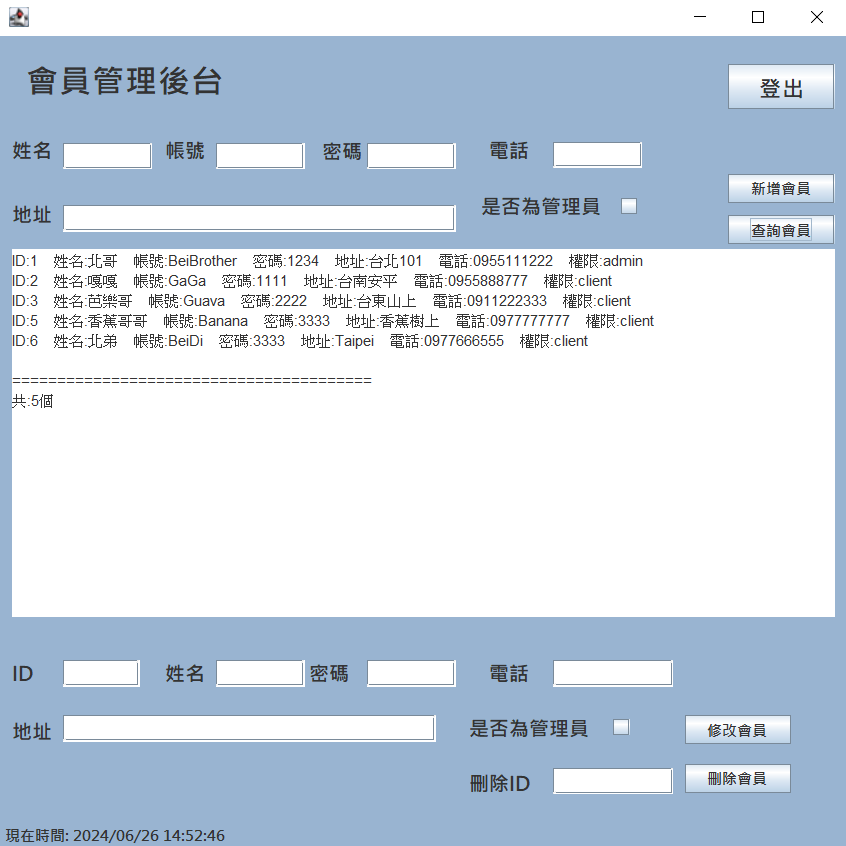 會員管理後台
登出
姓名 帳號 密碼 電話
新增會員
地址 是否為管理員
查詢會員
ID:1 姓名:北哥 帳號:BeiBrother 密碼:1234 地址:台北101 電話:0955111222 權限:admin
ID:2 姓名:嘎嘎 帳號:GaGa 密碼:1111 地址:台南安平 電話:0955888777 權限:client
ID:3 姓名:芭樂哥 帳號:Guava 密碼:2222 地址:台東山上 電話:0911222333 權限:client
ID:5 姓名:香蕉哥哥 帳號:Banana 密碼:3333 地址:香蕉樹上 電話:0977777777 權限:client
ID:6 姓名:北弟 帳號:BeiDi 密碼:3333 地址:Taipei 電話:0977666555 權限:client
========================================
共:5個
ID 姓名 密碼 電話
地址 是否為管理員 修改會員
刪除ID 刪除會員
現在時間: 2024/06/26 14:52:46